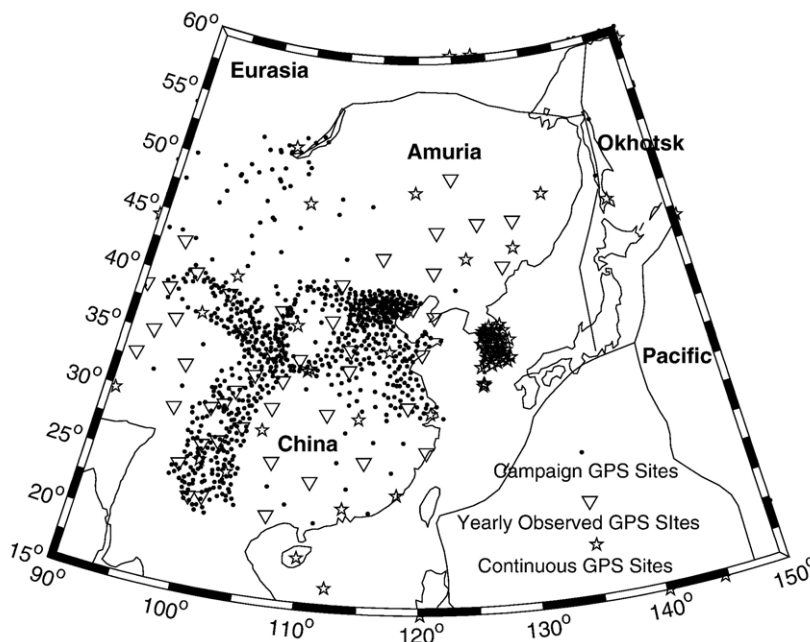 60°
55°
50°
45°
40°
35°
30°
25°
20°
15°
90°
100°
110°
120°
130°
140°
150°
Eurasia
Amuria
Okhotsk
Pacific
China
Campaign GPS Sites
Yearly Observed GPS SItes
Continuous GPS Sites